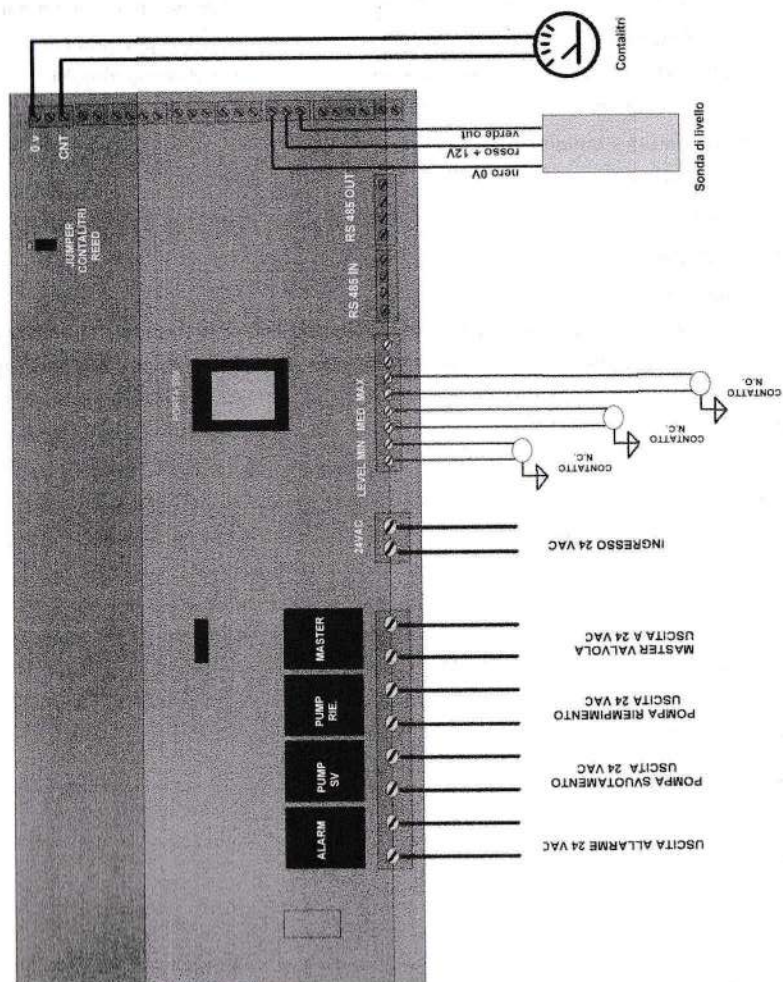 0 v
CNT
JUMPER
CONTALITRI
REED
Contalitri
verde out
rosso + 12V
nero 0V
Sonda di livello
RS 485 IN
RS 485 OUT
LEVEL MIN MED MAX
CONTATTO
N.C.
CONTATTO
N.C.
CONTATTO
N.O.
24VAC
INGRESSO 24 VAC
MASTER
MASTER VALVOLA
USCITA A 24 VAC
PUMP
RIE.
POMPA RIEMPIMENTO
USCITA 24 VAC
PUMP
SV
POMPA SVUOTAMENTO
USCITA 24 VAC
ALARM
USCITA ALLARME 24 VAC